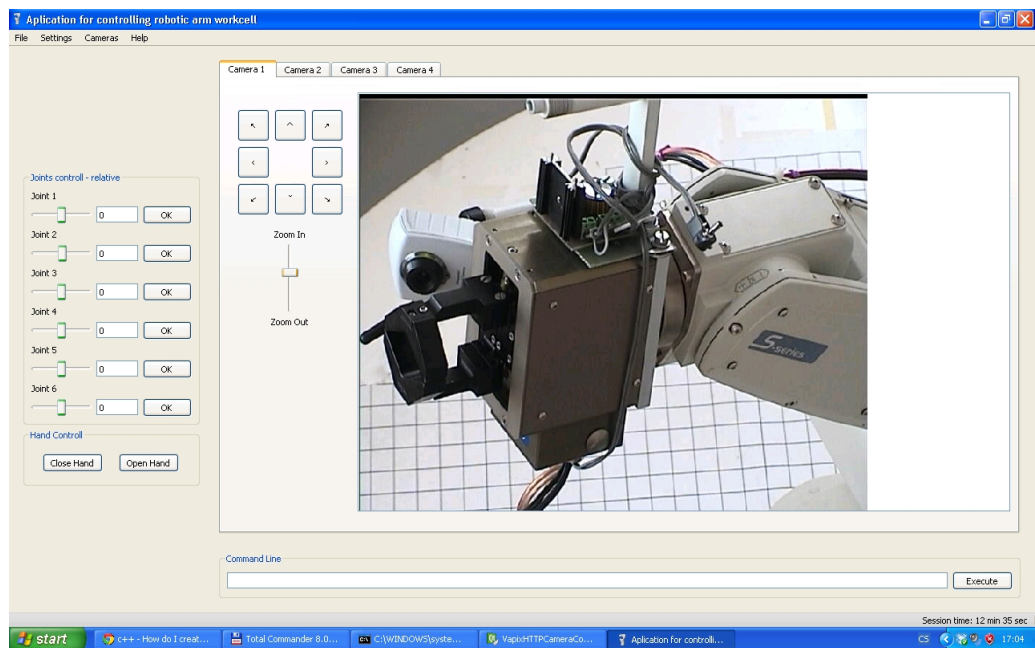 Aplication for controlling robotic arm workcell
File Settings Cameras Help
Camera 1 Camera 2 Camera 3 Camera 4
Joints controll - relative
Joint 1
0 OK
Joint 2
0 OK
Joint 3
0 OK
Joint 4
0 OK
Joint 5
0 OK
Joint 6
0 OK
Hand Controll
Close Hand Open Hand
Zoom In
Zoom Out
S-SERIES
Command Line
Execute
Session time: 12 min 35 sec
start c++ - How do I creat... Total Commander 8.0... C:\WINDOWS\syste... VapixHTTPCameraCo... Aplication for controlli... CS 17:04